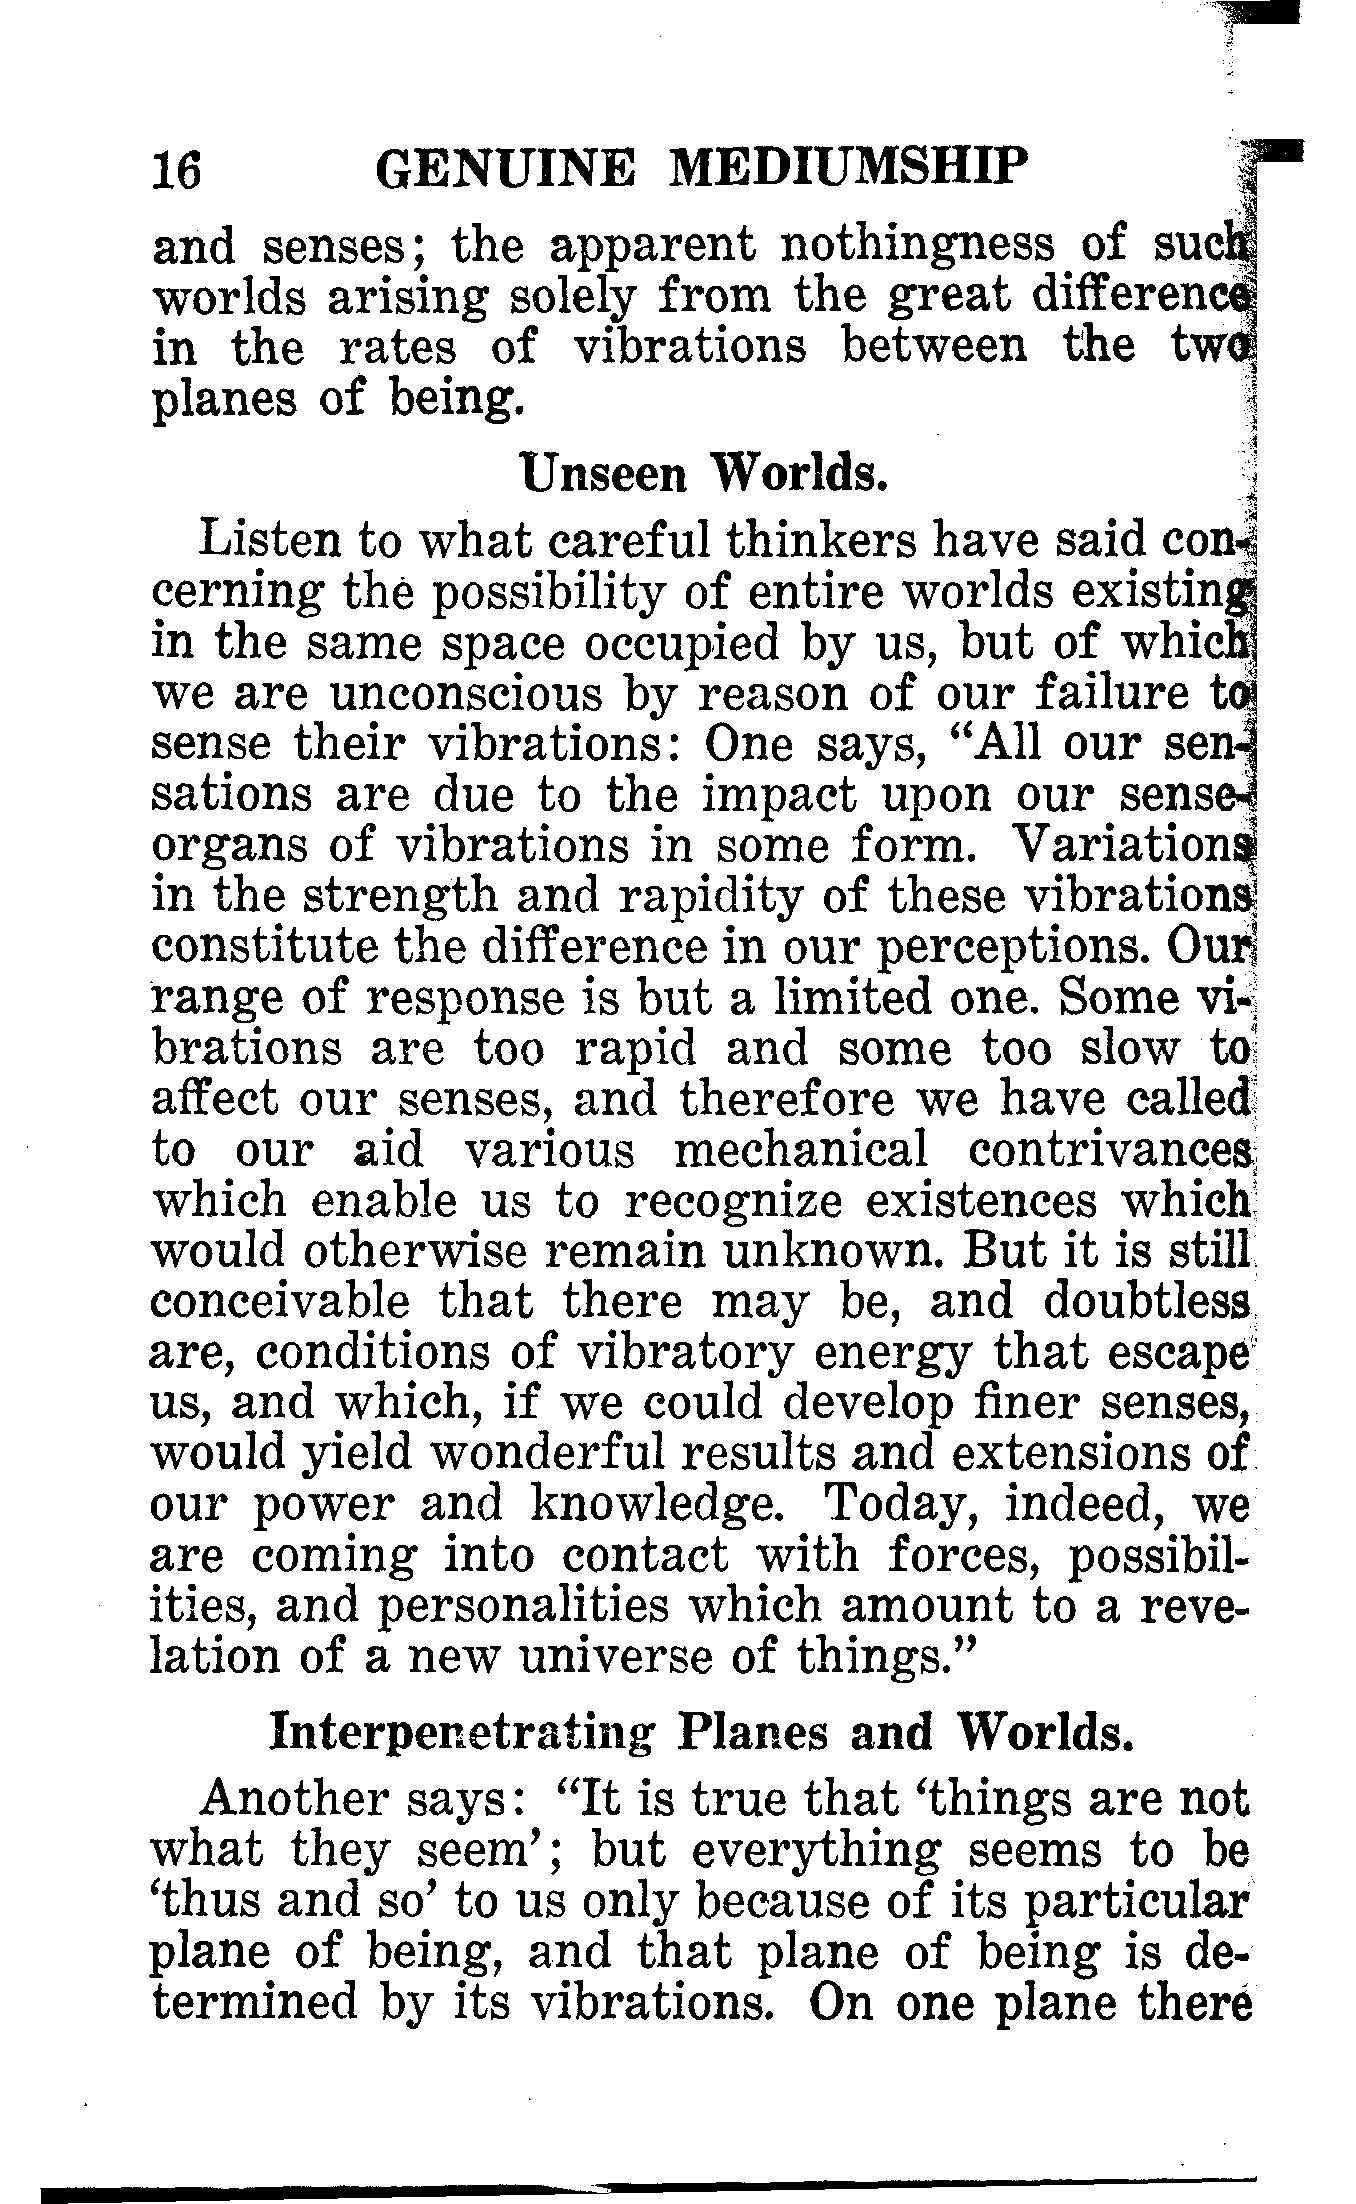 16 GENUINE MEDIUMSHIP
and senses; the apparent nothingness of such
worlds arising solely from the great difference
in the rates of vibrations between the two
planes of being.
Unseen Worlds.
Listen to what careful thinkers have said con-
cerning the possibility of entire worlds existing
in the same space occupied by us, but of which
we are unconscious by reason of our failure to
sense their vibrations: One says, “All our sen-
sations are due to the impact upon our sense-
organs of vibrations in some form. Variations
in the strength and rapidity of these vibrations
constitute the difference in our perceptions. Our
range of response is but a limited one. Some vi-
brations are too rapid and some too slow to
affect our senses, and therefore we have called
to our aid various mechanical contrivances
which enable us to recognize existences which
would otherwise remain unknown. But it is still
conceivable that there may be, and doubtless
are, conditions of vibratory energy that escape
us, and which, if we could develop finer senses,
would yield wonderful results and extensions of
our power and knowledge. Today, indeed, we
are coming into contact with forces, possibil-
ities, and personalities which amount to a reve-
lation of a new universe of things.”
Interpenetrating Planes and Worlds.
Another says: “It is true that ‘things are not
what they seem’; but everything seems to be
‘thus and so’ to us only because of its particular
plane of being, and that plane of being is de-
termined by its vibrations. On one plane there